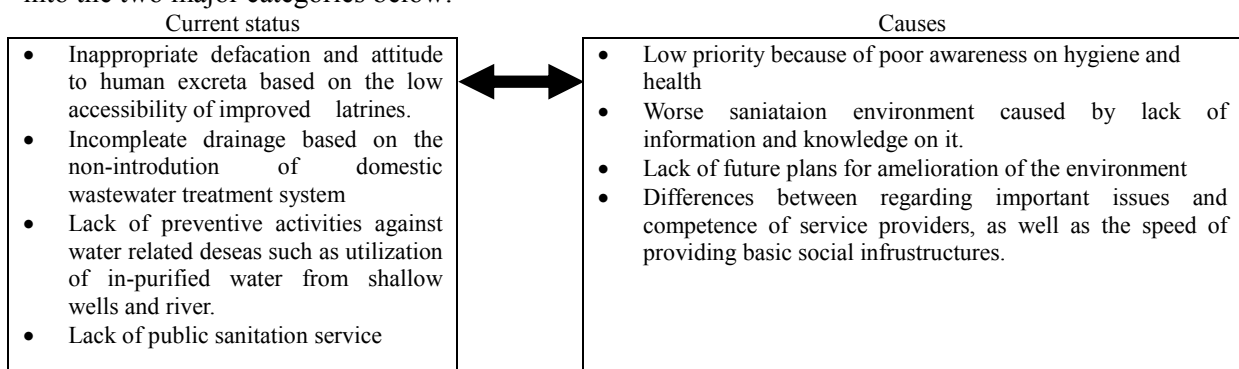 into the two major categories below:
Current status
• Inappropriate defacation and attitude
to human excreta based on the low
accessibility of improved latrines.
• Incompleate drainage based on the
non-introdution of domestic
wastewater treatment system
• Lack of preventive activities against
water related deseas such as utilization
of in-purified water from shallow
wells and river.
• Lack of public sanitation service
Causes
• Low priority because of poor awareness on hygiene and
health
• Worse saniataion environment caused by lack of
information and knowledge on it.
• Lack of future plans for amelioration of the environment
• Differences between regarding important issues and
competence of service providers, as well as the speed of
providing basic social infrustructures.